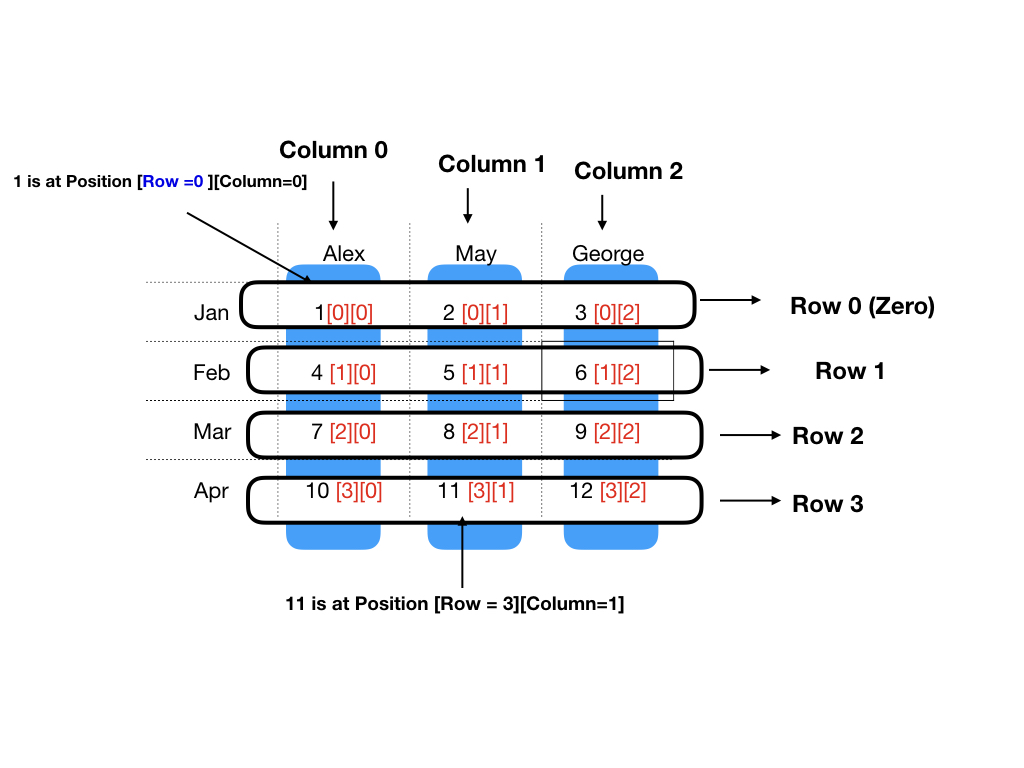 Column 0
Column 1
Column 2
1 is at Position [Row =0 ][Column=0]
Alex May George
Jan 1[0][0] 2 [0][1] 3 [0][2] Row 0 (Zero)
Feb 4 [1][0] 5 [1][1] 6 [1][2] Row 1
Mar 7 [2][0] 8 [2][1] 9 [2][2] Row 2
Apr 10 [3][0] 11 [3][1] 12 [3][2] Row 3
11 is at Position [Row = 3][Column=1]